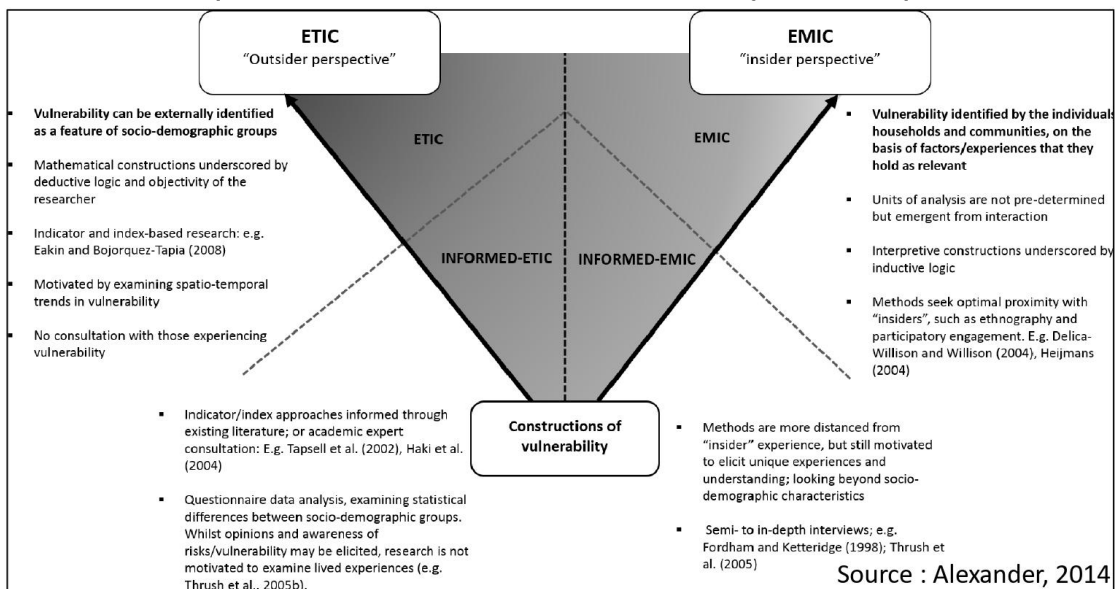 ETIC
"Outsider perspective"
EMIC
"insider perspective"
▪ Vulnerability can be externally identified
as a feature of socio-demographic groups
▪ Mathematical constructions underscored by
deductive logic and objectivity of the
researcher
▪ Indicator and index-based research: e.g.
Eakin and Bojorquez-Tapia (2008)
▪ Motivated by examining spatio-temporal
trends in vulnerability
▪ No consultation with those experiencing
vulnerability
ETIC
EMIC
INFORMED-ETIC
INFORMED-EMIC
▪ Vulnerability identified by the individuals
households and communities, on the
basis of factors/experiences that they
hold as relevant
▪ Units of analysis are not pre-determined
but emergent from interaction
▪ Interpretive constructions underscored by
inductive logic
▪ Methods seek optimal proximity with
"insiders", such as ethnography and
participatory engagement. E.g. Delica-
Willison and Willison (2004), Heijmans
(2004)
▪ Indicator/index approaches informed through
existing literature; or academic expert
consultation: E.g. Tapsell et al. (2002), Haki et al.
(2004)
▪ Questionnaire data analysis, examining statistical
differences between socio-demographic groups.
Whilst opinions and awareness of
risks/vulnerability may be elicited, research is not
motivated to examine lived experiences (e.g.
Thrush et al., 2005b).
Constructions of
vulnerability
▪ Methods are more distanced from
"insider" experience, but still motivated
to elicit unique experiences and
understanding; looking beyond socio-
demographic characteristics
▪ Semi- to in-depth interviews; e.g.
Fordham and Ketteridge (1998); Thrush et
al. (2005)
Source : Alexander, 2014